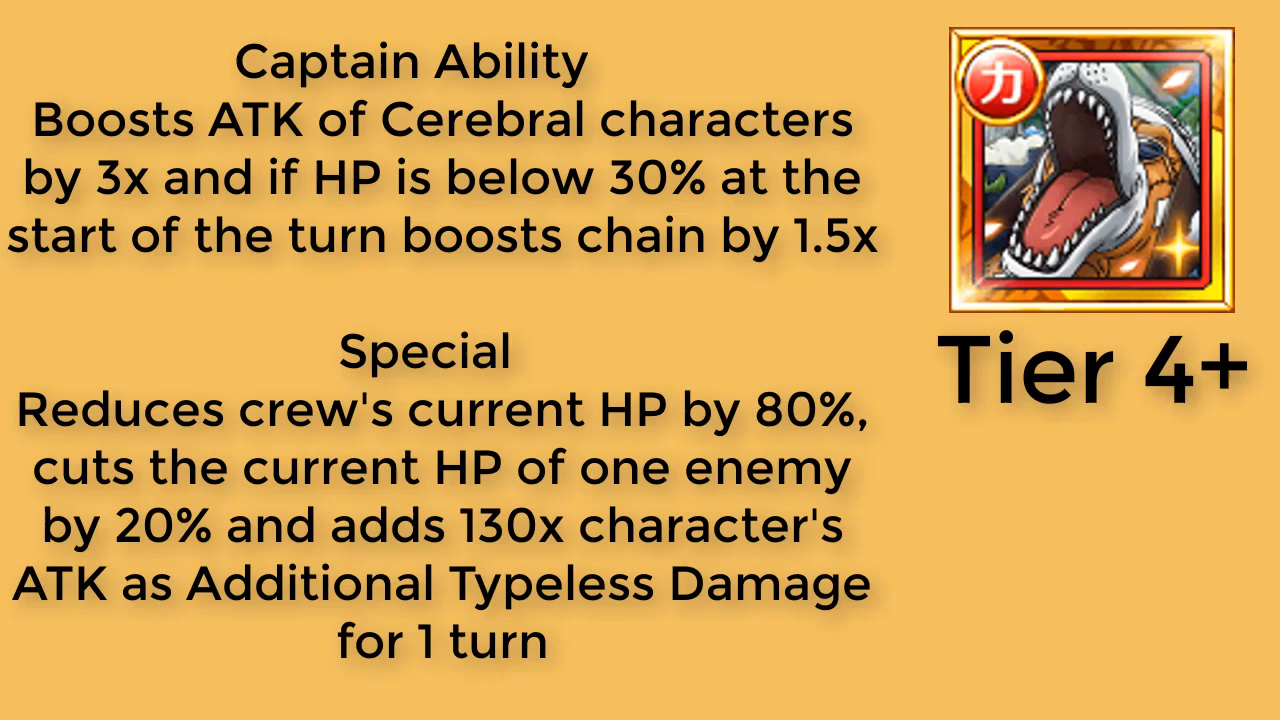 Captain Ability
Boosts ATK of Cerebral characters
by 3x and if HP is below 30% at the
start of the turn boosts chain by 1.5x
Special
Reduces crew's current HP by 80%,
cuts the current HP of one enemy
by 20% and adds 130x character's
ATK as Additional Typeless Damage
for 1 turn
力
Tier 4+